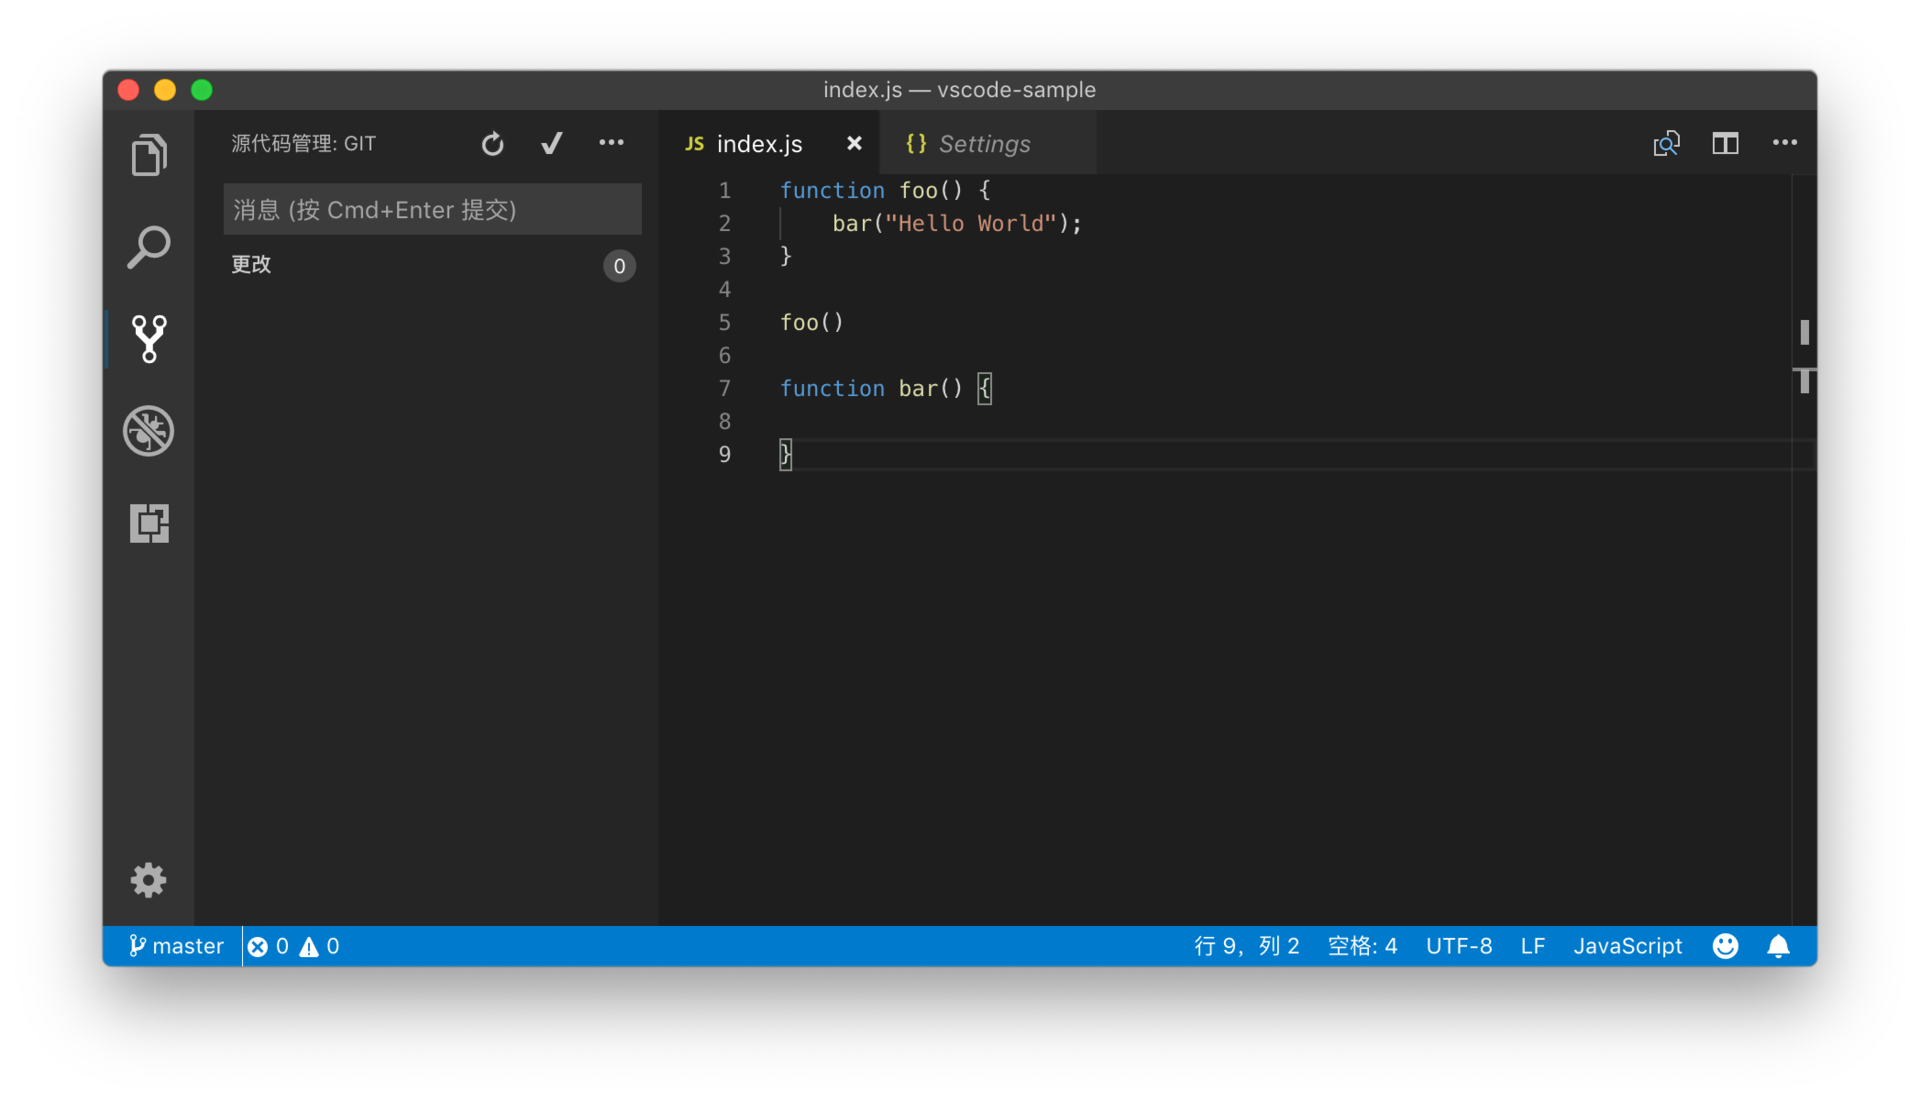 index.js — vscode-sample
源代码管理: GIT
消息 (按 Cmd+Enter 提交)
更改
0
JS index.js
{} Settings
1 function foo() {
2     bar("Hello World");
3 }
4
5 foo()
6
7 function bar() {
8
9 }
master 0 0 行 9，列 2 空格: 4 UTF-8 LF JavaScript